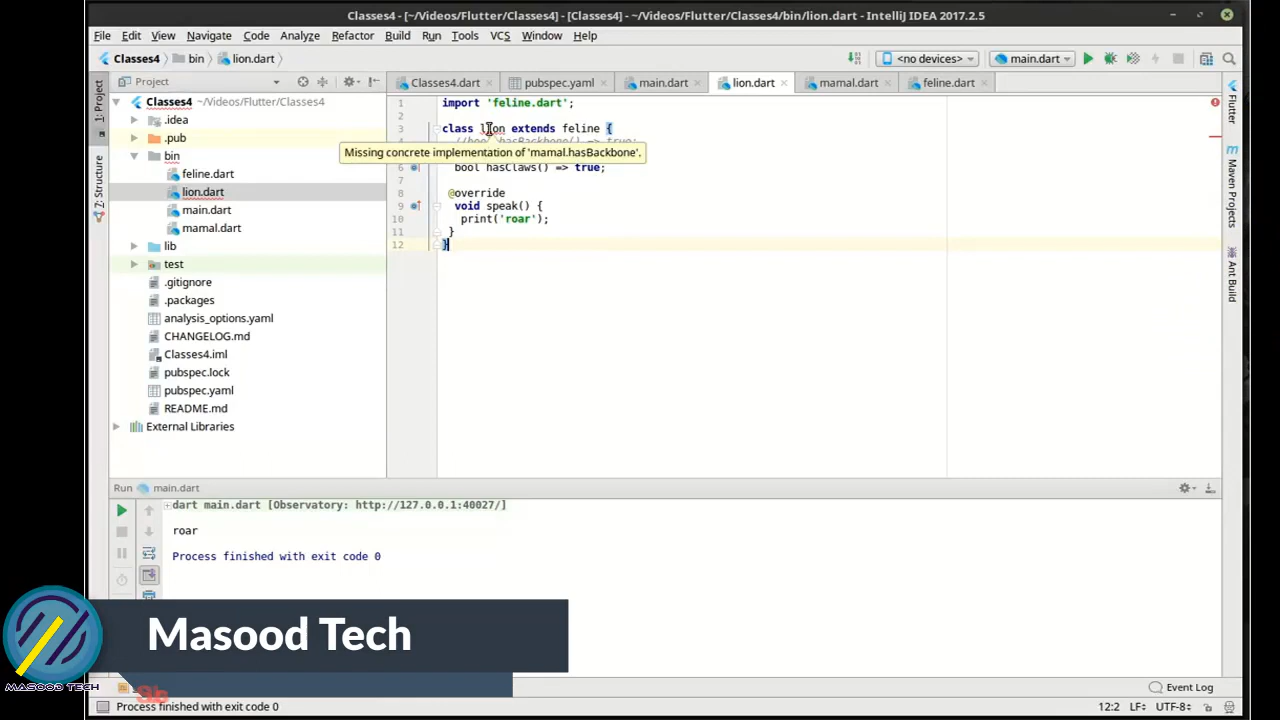 Classes4 - [~/Videos/Flutter/Classes4] - [Classes4] - ~/Videos/Flutter/Classes4/bin/lion.dart - IntelliJ IDEA 2017.2.5
File Edit View Navigate Code Analyze Refactor Build Run Tools VCS Window Help
Classes4 bin lion.dart <no devices> main.dart
Project Classes4.dart pubspec.yaml main.dart lion.dart mamal.dart feline.dart
1: Project
Structure
Flutter
Maven Projects
Ant Build
Classes4 ~/Videos/Flutter/Classes4
.idea
.pub
bin
feline.dart
lion.dart
main.dart
mamal.dart
lib
test
.gitignore
.packages
analysis_options.yaml
CHANGELOG.md
Classes4.iml
pubspec.lock
pubspec.yaml
README.md
External Libraries
1 import 'feline.dart';
2
3 class lion extends feline {
hasBackbone() => true;
Missing concrete implementation of 'mamal.hasBackbone'.
6 bool hasClaws() => true;
7
8 @override
9 void speak() {
10 print('roar');
11 }
12 }
Run main.dart
dart main.dart [Observatory: http://127.0.0.1:40027/]
roar
Process finished with exit code 0
Masood Tech
MASOOD TECH
Event Log
Process finished with exit code 0 12:2 LF UTF-8